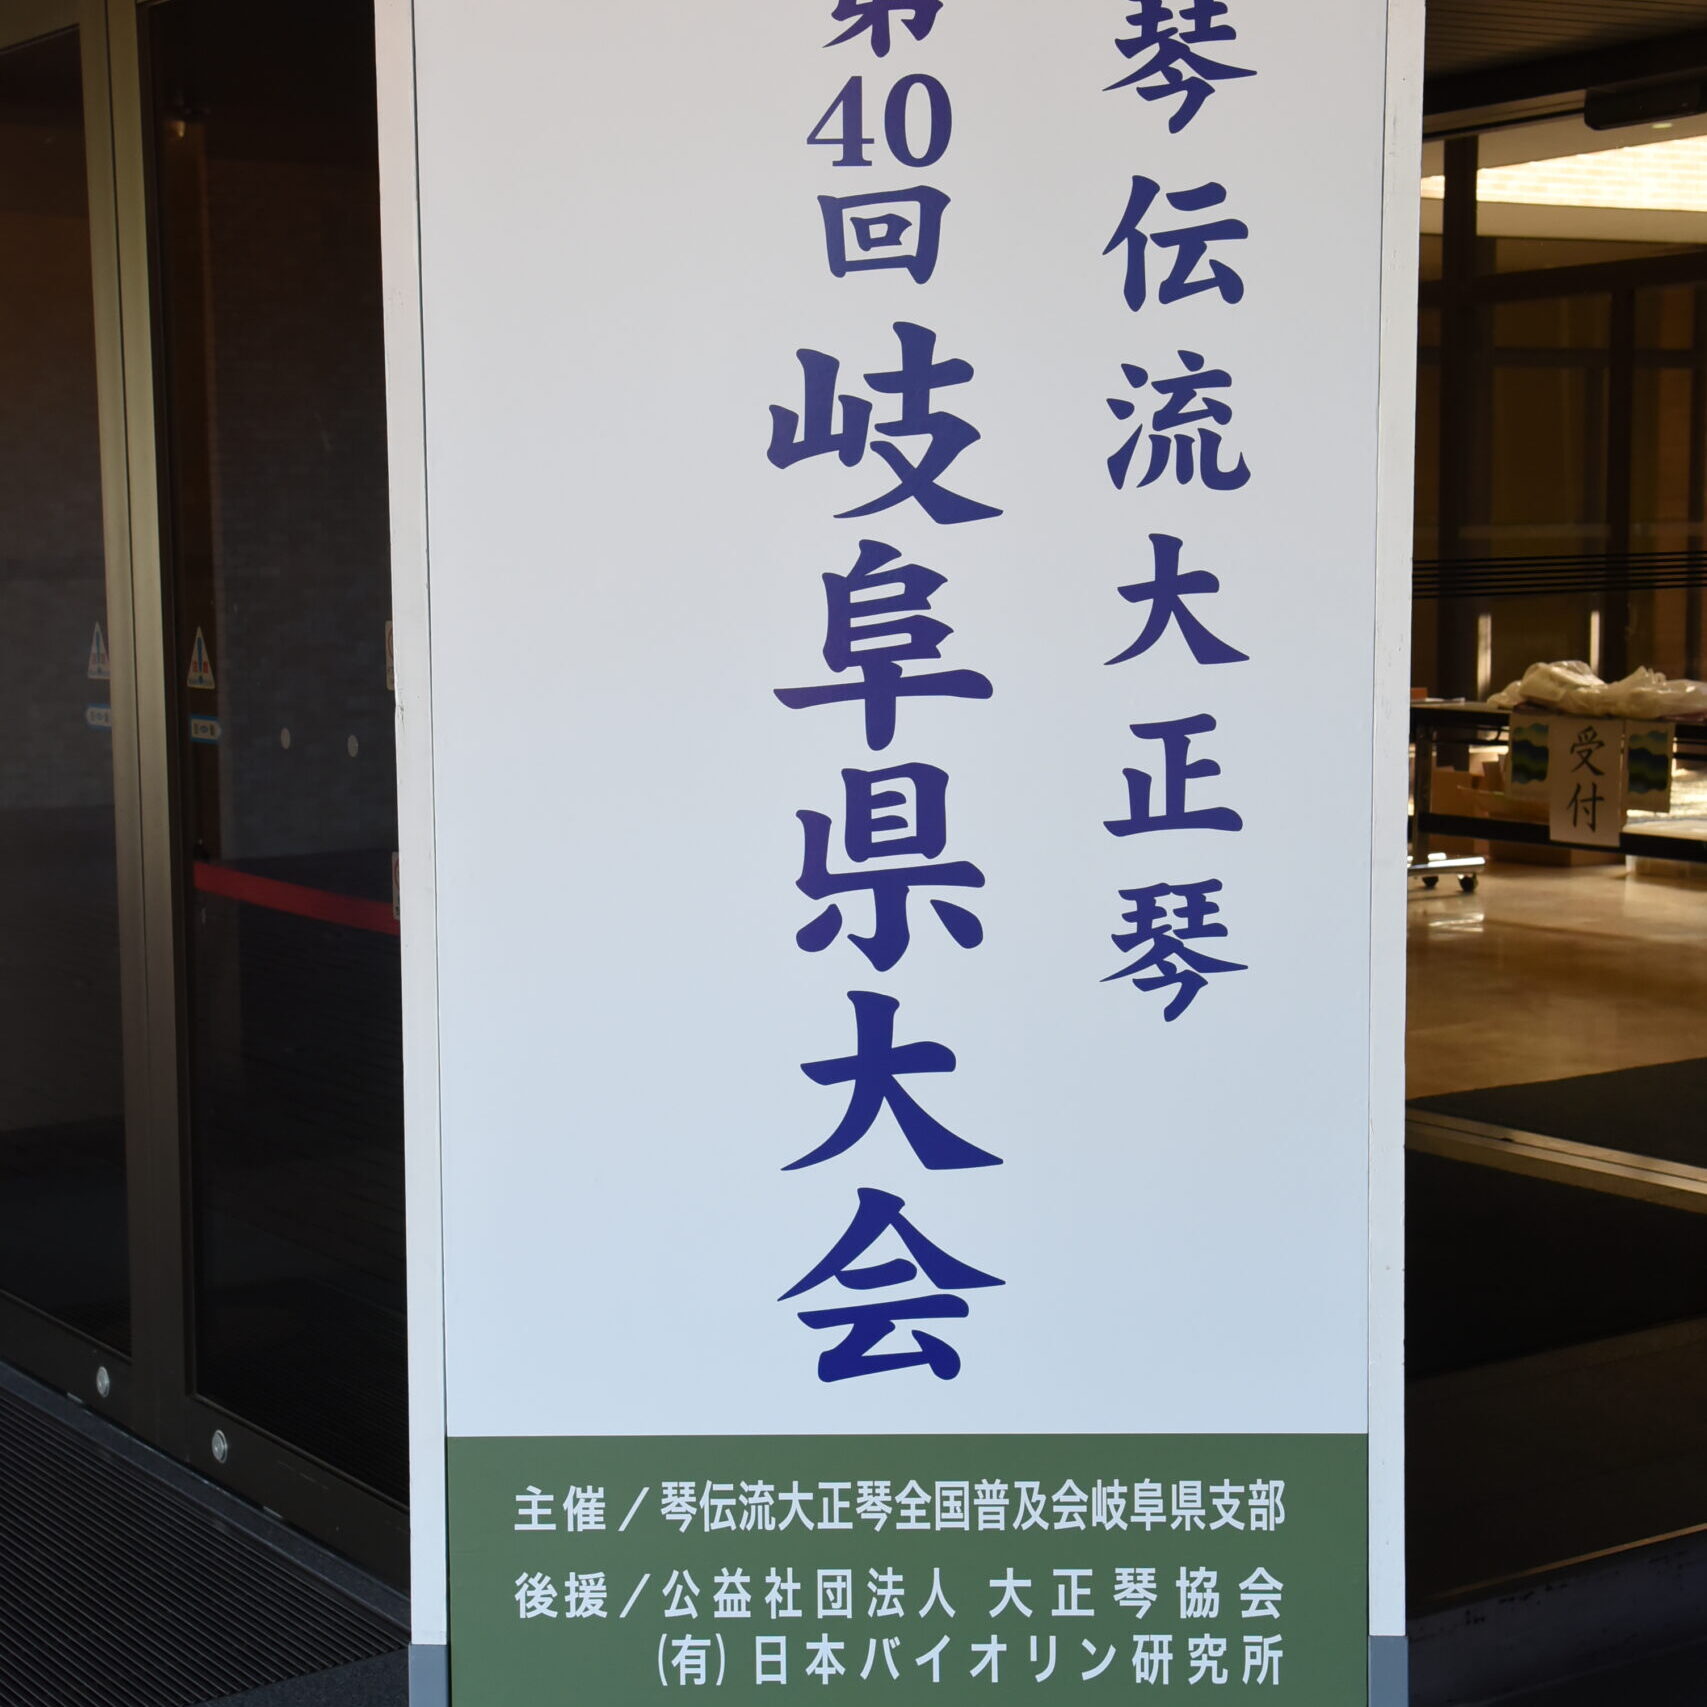 琴伝流大正琴
第40回岐阜県大会
主催／琴伝流大正琴全国普及会岐阜県支部
後援／公益社団法人 大正琴協会
(有)日本バイオリン研究所
受付